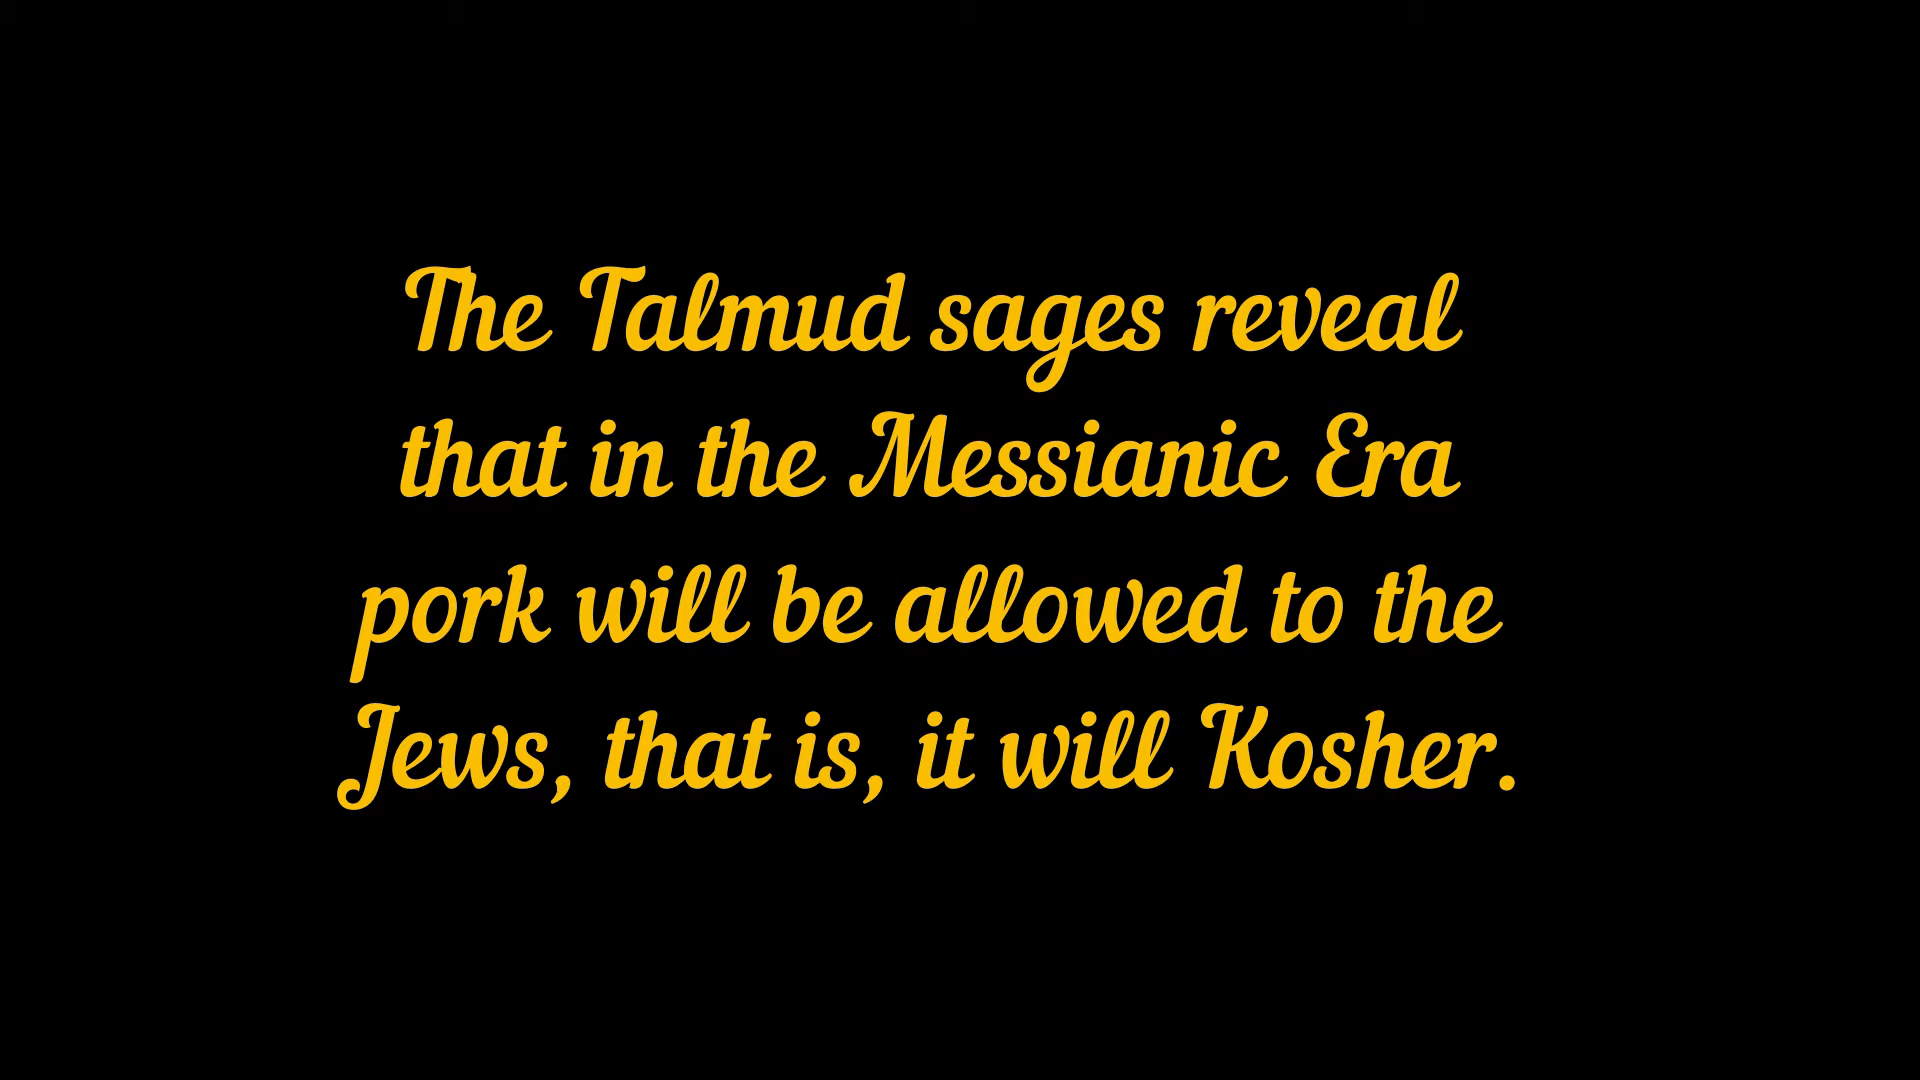 The Talmud sages reveal
that in the Messianic Era
pork will be allowed to the
Jews, that is, it will Kosher.